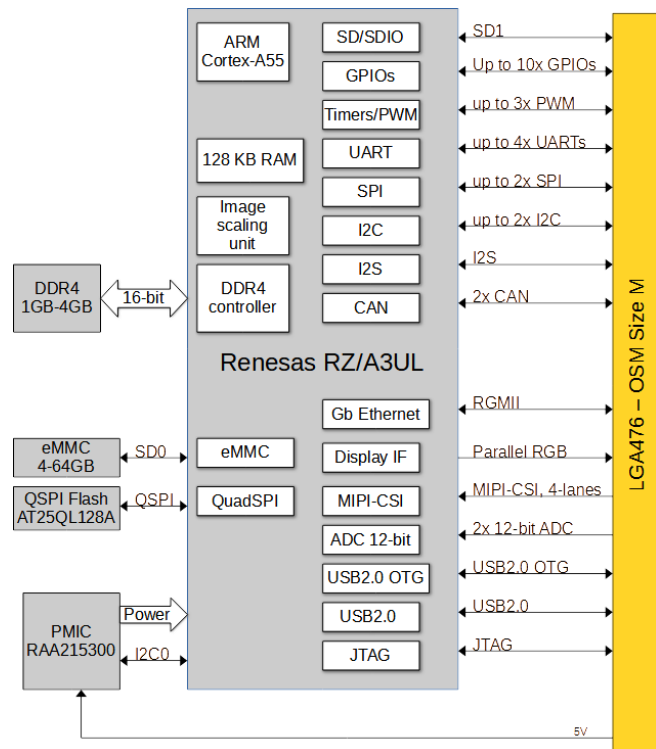 ARM
Cortex-A55
128 KB RAM
Image
scaling
unit
DDR4
controller
eMMC
QuadSPI
SD/SDIO
GPIOs
Timers/PWM
UART
SPI
I2C
I2S
CAN
Renesas RZ/A3UL
Gb Ethernet
Display IF
MIPI-CSI
ADC 12-bit
USB2.0 OTG
USB2.0
JTAG
DDR4
1GB-4GB
16-bit
eMMC
4-64GB
SD0
QSPI Flash
AT25QL128A
QSPI
PMIC
RAA215300
Power
I2C0
SD1
Up to 10x GPIOs
up to 3x PWM
up to 4x UARTs
up to 2x SPI
up to 2x I2C
I2S
2x CAN
RGMII
Parallel RGB
MIPI-CSI, 4-lanes
2x 12-bit ADC
USB2.0 OTG
USB2.0
JTAG
5V
LGA476 – OSM Size M